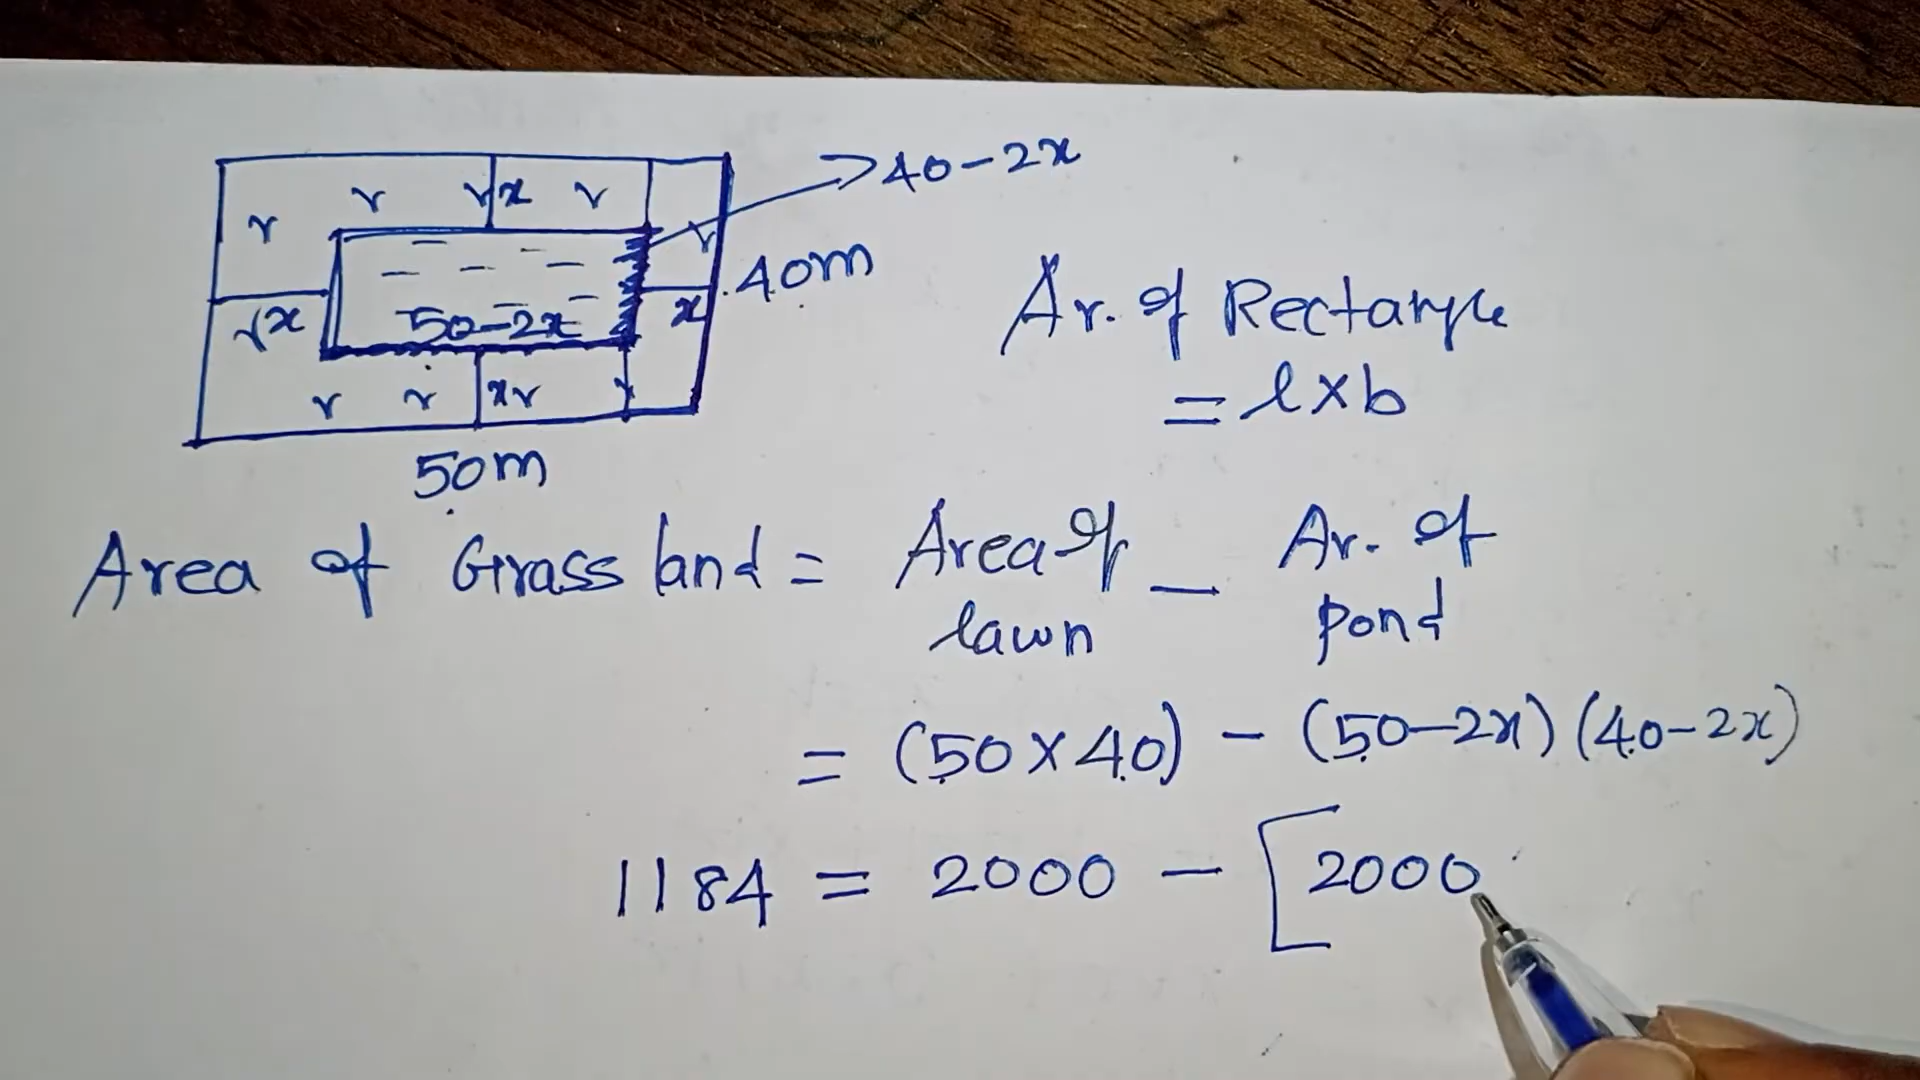 40-2x
x
40m
√x
50-2x
x
x
50m
Ar. of Rectangle
= l×b
Area of Grass land = Area of lawn - Ar. of pond
= (50×40) - (50-2x)(40-2x)
1184 = 2000 - [2000